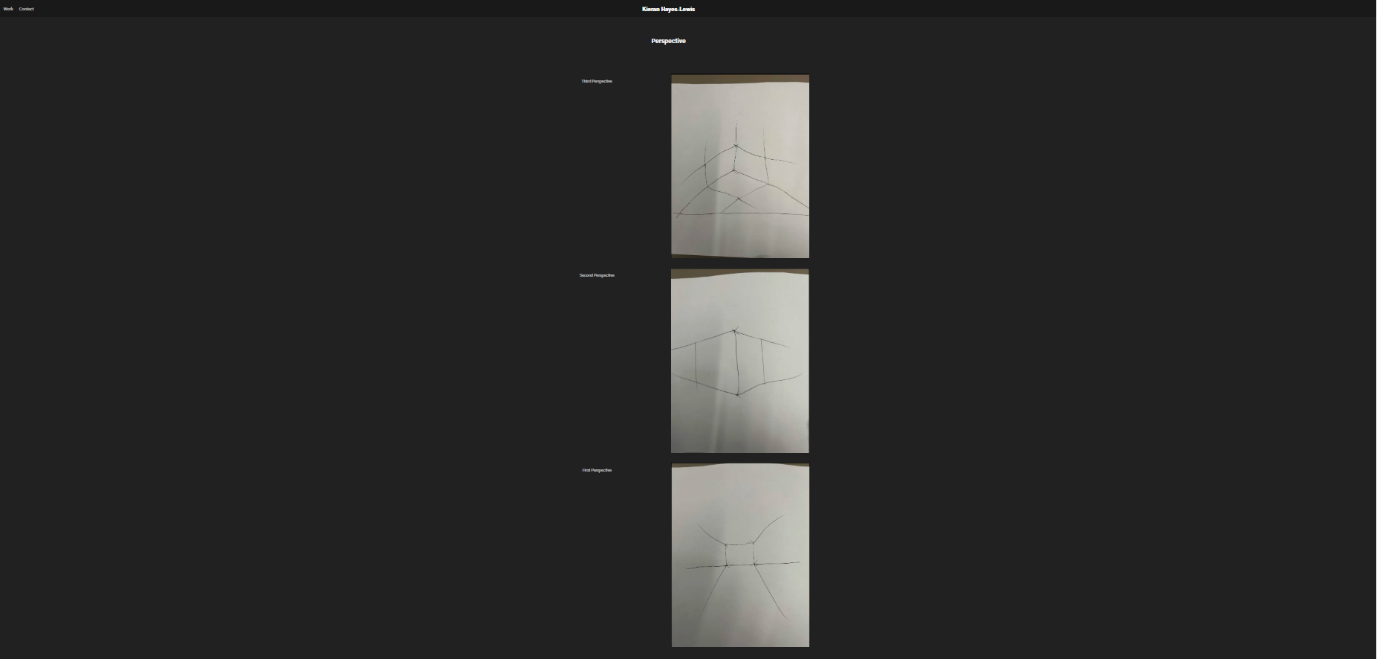 Work Contact
Kieran Hayes-Lewis
Perspective
Third Perspective
Second Perspective
First Perspective